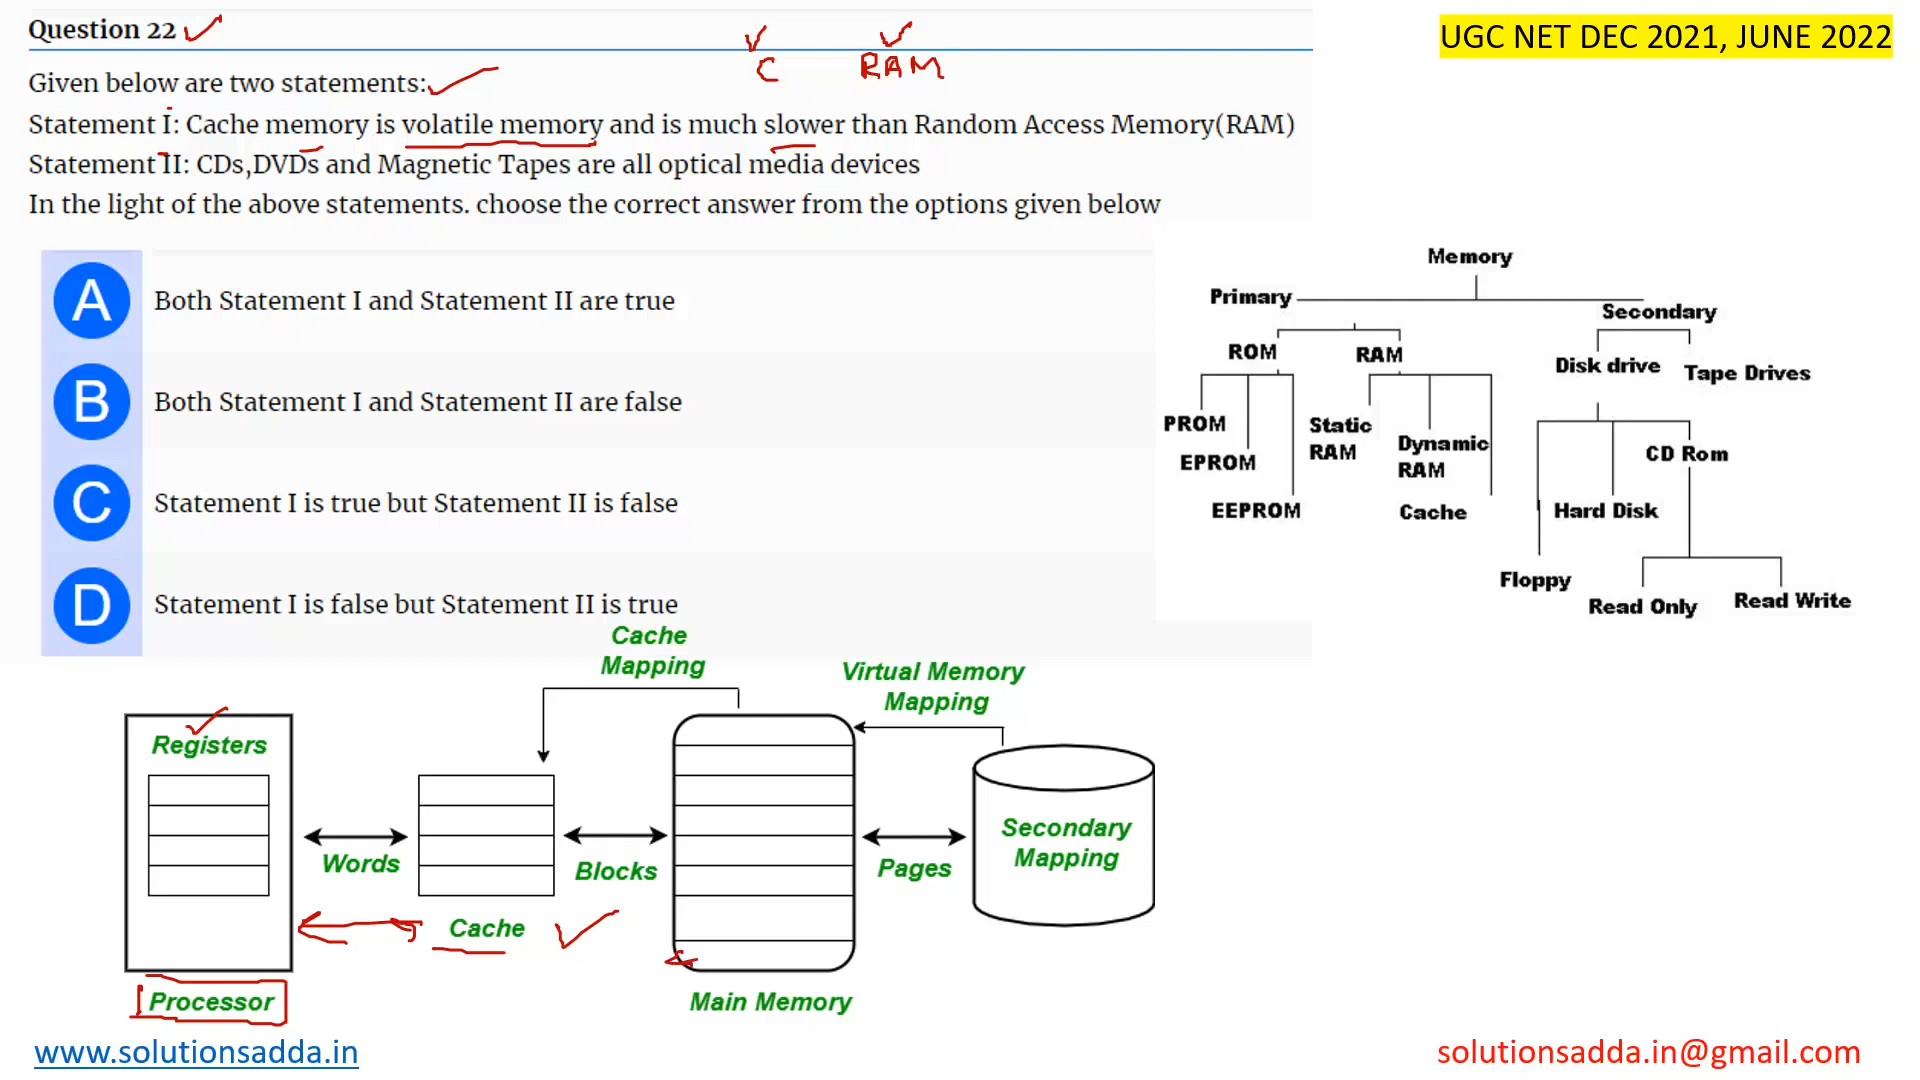 Question 22
UGC NET DEC 2021, JUNE 2022
C RAM
Given below are two statements:
Statement I: Cache memory is volatile memory and is much slower than Random Access Memory(RAM)
Statement II: CDs,DVDs and Magnetic Tapes are all optical media devices
In the light of the above statements. choose the correct answer from the options given below
A Both Statement I and Statement II are true
B Both Statement I and Statement II are false
C Statement I is true but Statement II is false
D Statement I is false but Statement II is true
Memory
Primary
Secondary
ROM
RAM
Disk drive
Tape Drives
PROM
EPROM
EEPROM
Static
RAM
Dynamic
RAM
Cache
CD Rom
Hard Disk
Floppy
Read Only
Read Write
Cache
Mapping
Virtual Memory
Mapping
Registers
Words
Blocks
Pages
Secondary
Mapping
Cache
Processor
Main Memory
www.solutionsadda.in
solutionsadda.in@gmail.com